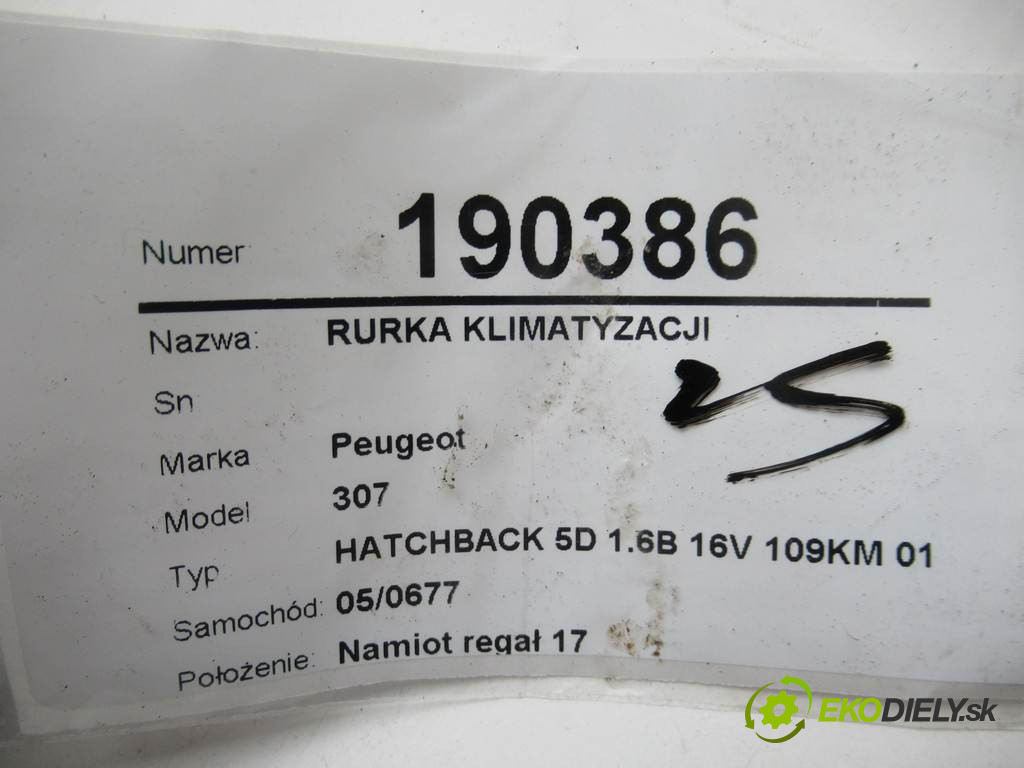 Numer 190386
Nazwa: RURKA KLIMATYZACJI
Sn
25
Marka Peugeot
Model 307
Typ HATCHBACK 5D 1.6B 16V 109KM 01
Samochód: 05/0677
Położenie: Namiot regał 17
EKODIELY.sk